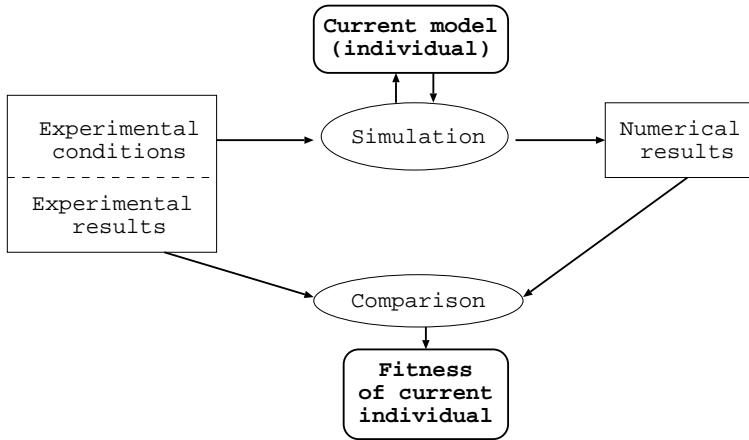 Current model
(individual)
Experimental
conditions
Simulation
Numerical
results
Experimental
results
Comparison
Fitness
of current
individual